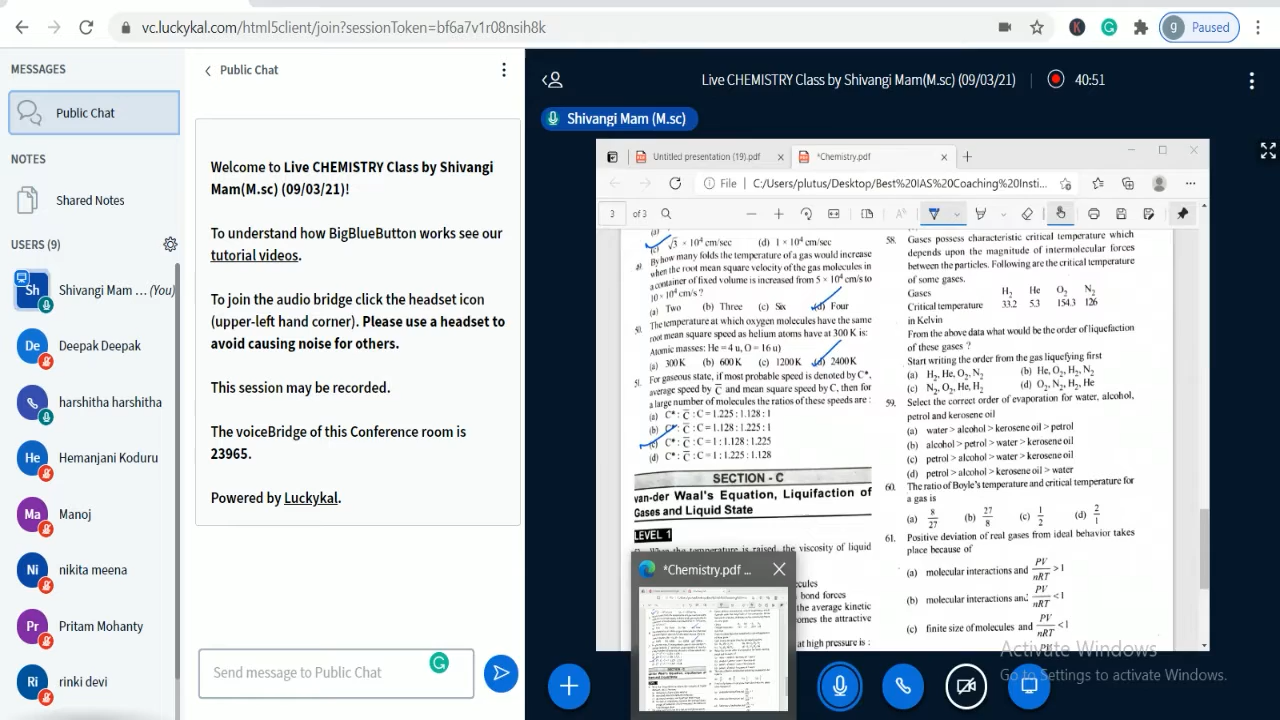 vc.luckykal.com/html5client/join?sessionToken=bf6a7v1r08nsih8k
K
g Paused
MESSAGES
Public Chat
NOTES
Shared Notes
USERS (9)
Sh Shivangi Mam ... (You)
De Deepak Deepak
harshitha harshitha
He Hemanjani Koduru
Ma Manoj
Ni nikita meena
ritam Mohanty
Ri nki devi
Public Chat
Welcome to Live CHEMISTRY Class by Shivangi
Mam(M.sc) (09/03/21)!
To understand how BigBlueButton works see our
tutorial videos.
To join the audio bridge click the headset icon
(upper-left hand corner). Please use a headset to
avoid causing noise for others.
This session may be recorded.
The voiceBridge of this Conference room is
23965.
Powered by Luckykal.
Send message to Public Chat
Live CHEMISTRY Class by Shivangi Mam(M.sc) (09/03/21) 40:51
Shivangi Mam (M.sc)
Untitled presentation (19).pdf
*Chemistry.pdf
File C:/Users/plutus/Desktop/Best%20IAS%20Coaching%20Insti...
3 of 3
(c) √3 × 10⁴ cm/sec (d) 1 × 10⁴ cm/sec
By how many folds the temperature of a gas would increase
when the root mean square velocity of the gas molecules in
a container of fixed volume is increased from 5 × 10⁴ cm/s to
10 × 10⁴ cm/s ?
(a) Two (b) Three (c) Six (d) Four
50. The temperature at which oxygen molecules have the same
root mean square speed as helium atoms have at 300 K is:
Atomic masses: He = 4 u, O = 16 u)
(a) 300 K (b) 600 K (c) 1200 K (d) 2400K
51. For gaseous state, if most probable speed is denoted by C*,
average speed by C̅ and mean square speed by C, then for
a large number of molecules the ratios of these speeds are :
(a) C* : C̅ : C = 1.225 : 1.128 : 1
(b) C* : C̅ : C = 1.128 : 1.225 : 1
(c) C* : C̅ : C = 1 : 1.128 : 1.225
(d) C* : C̅ : C = 1 : 1.225 : 1.128
SECTION - C
van-der Waal's Equation, Liquifaction of
Gases and Liquid State
LEVEL 1
When the temperature is raised, the viscosity of liquid
cules
bond forces
the average kinetic
omes the attractive
at high pressure is :
58. Gases possess characteristic critical temperature which
depends upon the magnitude of intermolecular forces
between the particles. Following are the critical temperature
of some gases.
Gases H₂ He O₂ N₂
Critical temperature 33.2 5.3 154.3 126
in Kelvin
From the above data what would be the order of liquefaction
of these gases ?
Start writing the order from the gas liquefying first
(a) H₂, He, O₂, N₂ (b) He, O₂, H₂, N₂
(c) N₂, O₂, He, H₂ (d) O₂, N₂, H₂, He
59. Select the correct order of evaporation for water, alcohol,
petrol and kerosene oil
(a) water > alcohol > kerosene oil > petrol
(b) alcohol > petrol > water > kerosene oil
(c) petrol > alcohol > water > kerosene oil
(d) petrol > alcohol > kerosene oil > water
60. The ratio of Boyle's temperature and critical temperature for
a gas is
(a) 8/27 (b) 27/8 (c) 1/2 (d) 2/1
61. Positive deviation of real gases from ideal behavior takes
place because of
(a) molecular interactions and PV/nRT > 1
(b) molecular interactions and PV/nRT < 1
(c) finite size of molecules and PV/nRT < 1
*Chemistry.pdf ...
Activate Windows
Go to Settings to activate Windows.